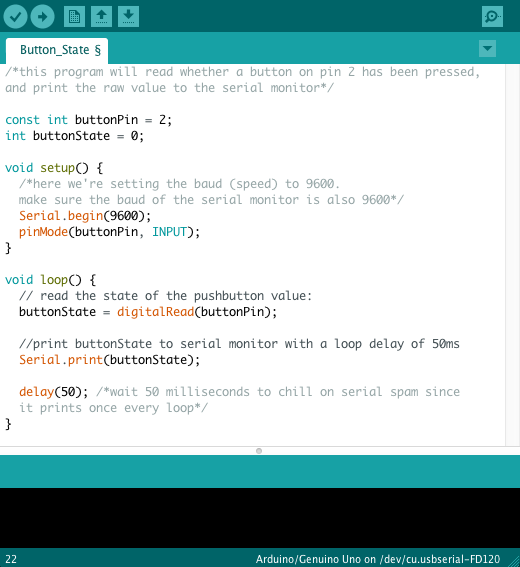 Button_State §
/*this program will read whether a button on pin 2 has been pressed,
and print the raw value to the serial monitor*/
const int buttonPin = 2;
int buttonState = 0;
void setup() {
/*here we're setting the baud (speed) to 9600.
make sure the baud of the serial monitor is also 9600*/
Serial.begin(9600);
pinMode(buttonPin, INPUT);
}
void loop() {
// read the state of the pushbutton value:
buttonState = digitalRead(buttonPin);
//print buttonState to serial monitor with a loop delay of 50ms
Serial.print(buttonState);
delay(50); /*wait 50 milliseconds to chill on serial spam since
it prints once every loop*/
}
22
Arduino/Genuino Uno on /dev/cu.usbserial-FD120